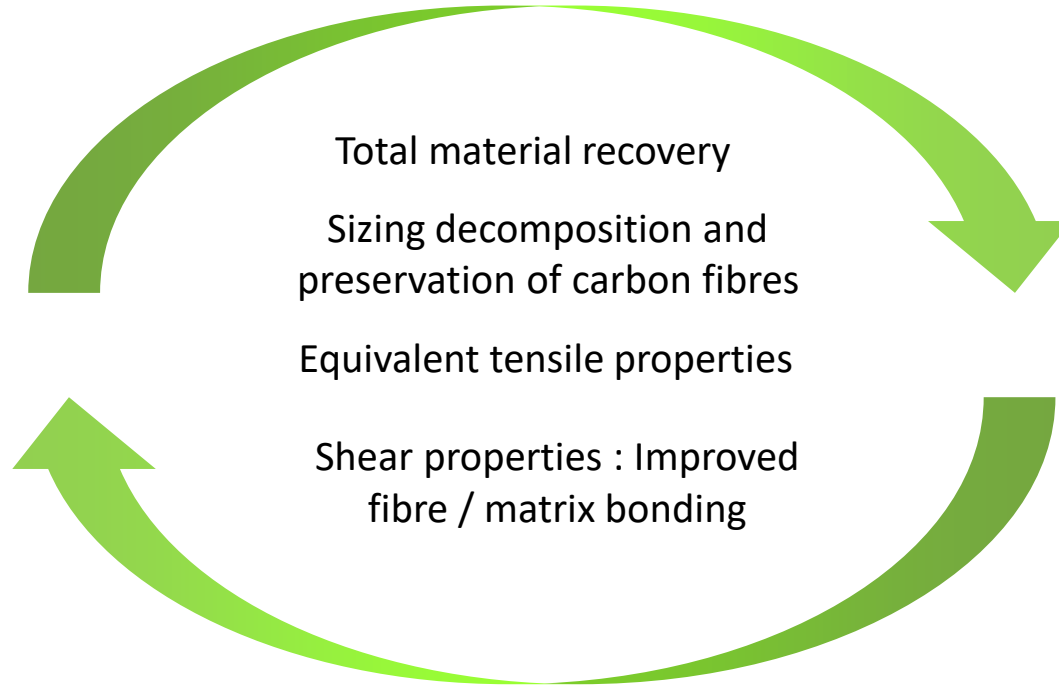 Total material recovery
Sizing decomposition and
preservation of carbon fibres
Equivalent tensile properties
Shear properties : Improved
fibre / matrix bonding